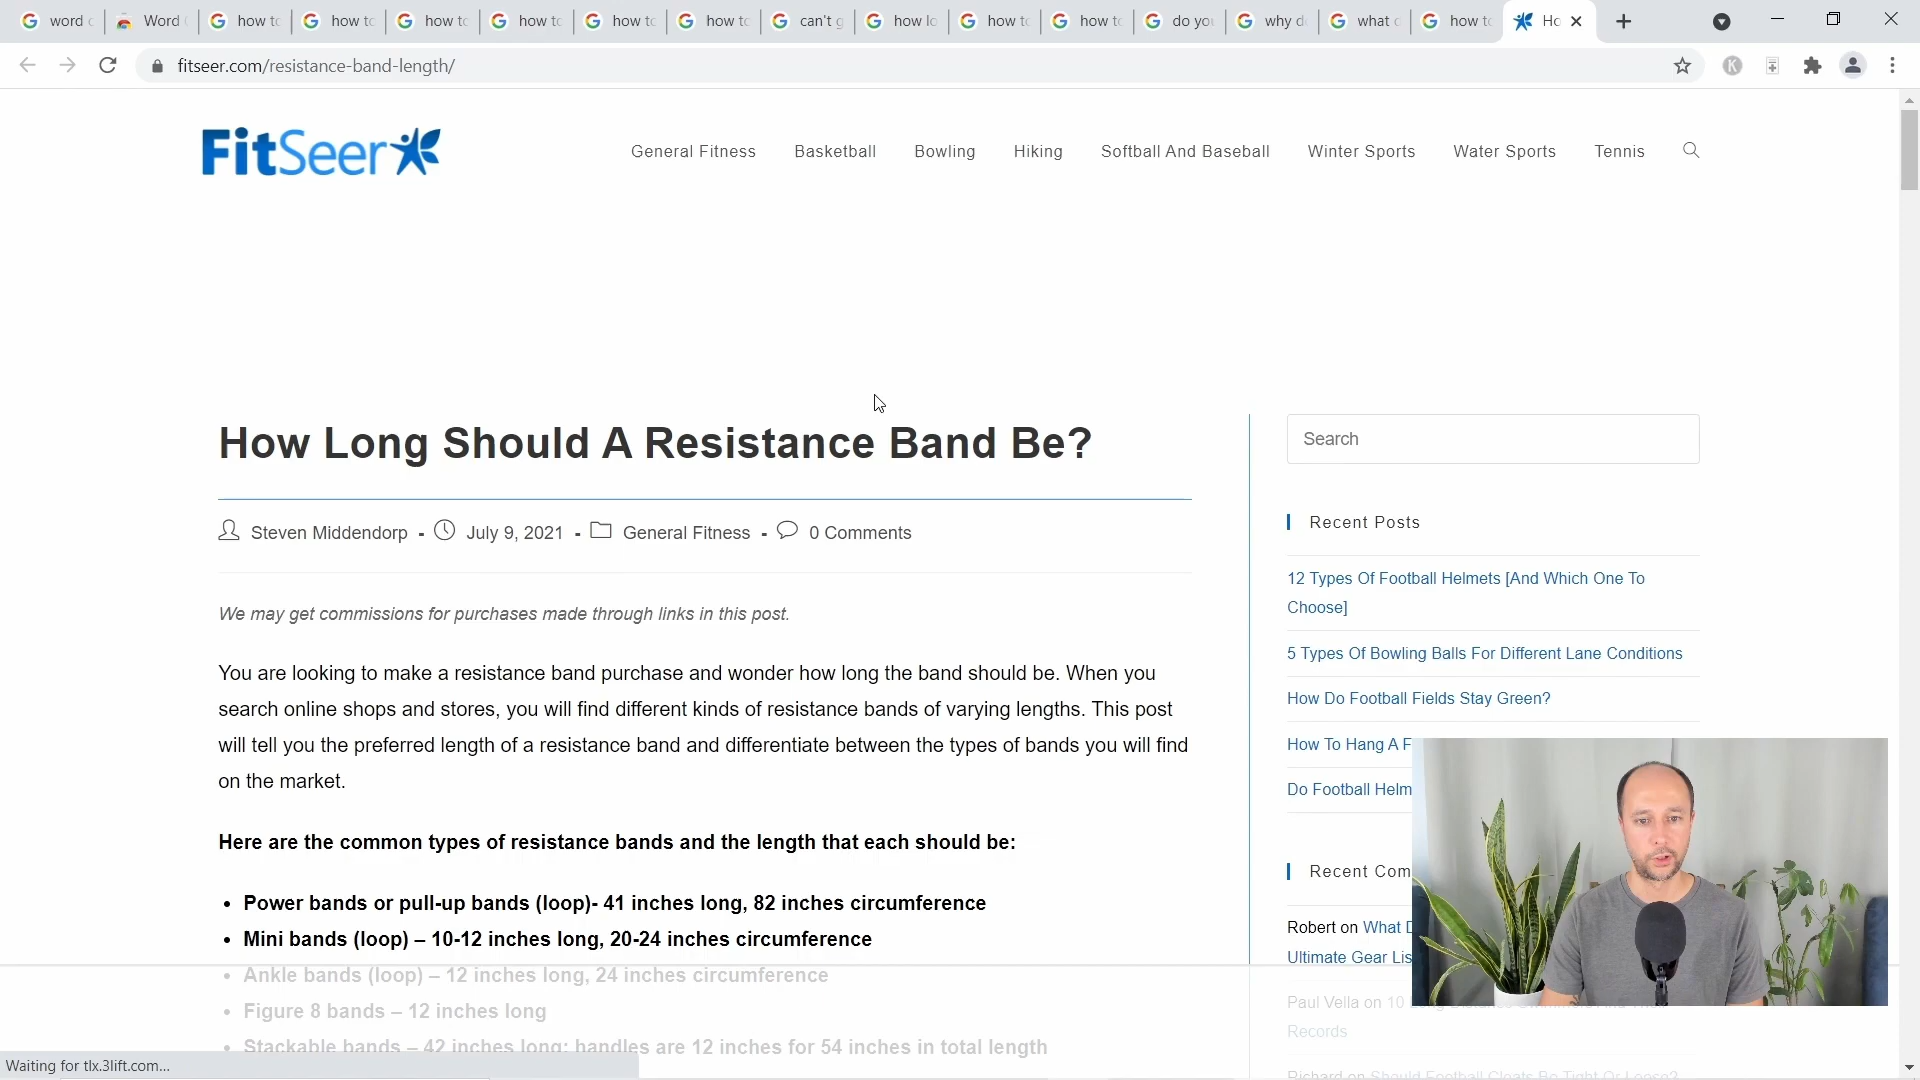 word c
Word
how to
how to
how to
how to
how to
how to
can't g
how lo
how to
how to
do you
why d
what c
how to
Ho
fitseer.com/resistance-band-length/
K
FitSeer
General Fitness
Basketball
Bowling
Hiking
Softball And Baseball
Winter Sports
Water Sports
Tennis
How Long Should A Resistance Band Be?
Steven Middendorp - July 9, 2021 - General Fitness - 0 Comments
We may get commissions for purchases made through links in this post.
You are looking to make a resistance band purchase and wonder how long the band should be. When you
search online shops and stores, you will find different kinds of resistance bands of varying lengths. This post
will tell you the preferred length of a resistance band and differentiate between the types of bands you will find
on the market.
Here are the common types of resistance bands and the length that each should be:
• Power bands or pull-up bands (loop)- 41 inches long, 82 inches circumference
• Mini bands (loop) – 10-12 inches long, 20-24 inches circumference
• Ankle bands (loop) – 12 inches long, 24 inches circumference
• Figure 8 bands – 12 inches long
• Stackable bands – 42 inches long; handles are 12 inches for 54 inches in total length
Search
Recent Posts
12 Types Of Football Helmets [And Which One To
Choose]
5 Types Of Bowling Balls For Different Lane Conditions
How Do Football Fields Stay Green?
How To Hang A F
Do Football Helm
Recent Com
Robert on What D
Ultimate Gear Lis
Paul Vella on 10
Records
Richard on Should Football Cleats Be Tight Or Loose?
Waiting for tlx.3lift.com...